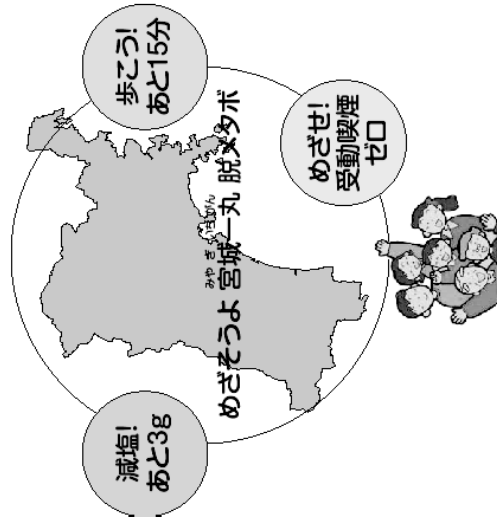 減塩!
あと3g
歩こう!
あと15分
みやぎ いちがん
めざそうよ 宮城一丸 脱メタボ
めざせ!
受動喫煙
ゼロ